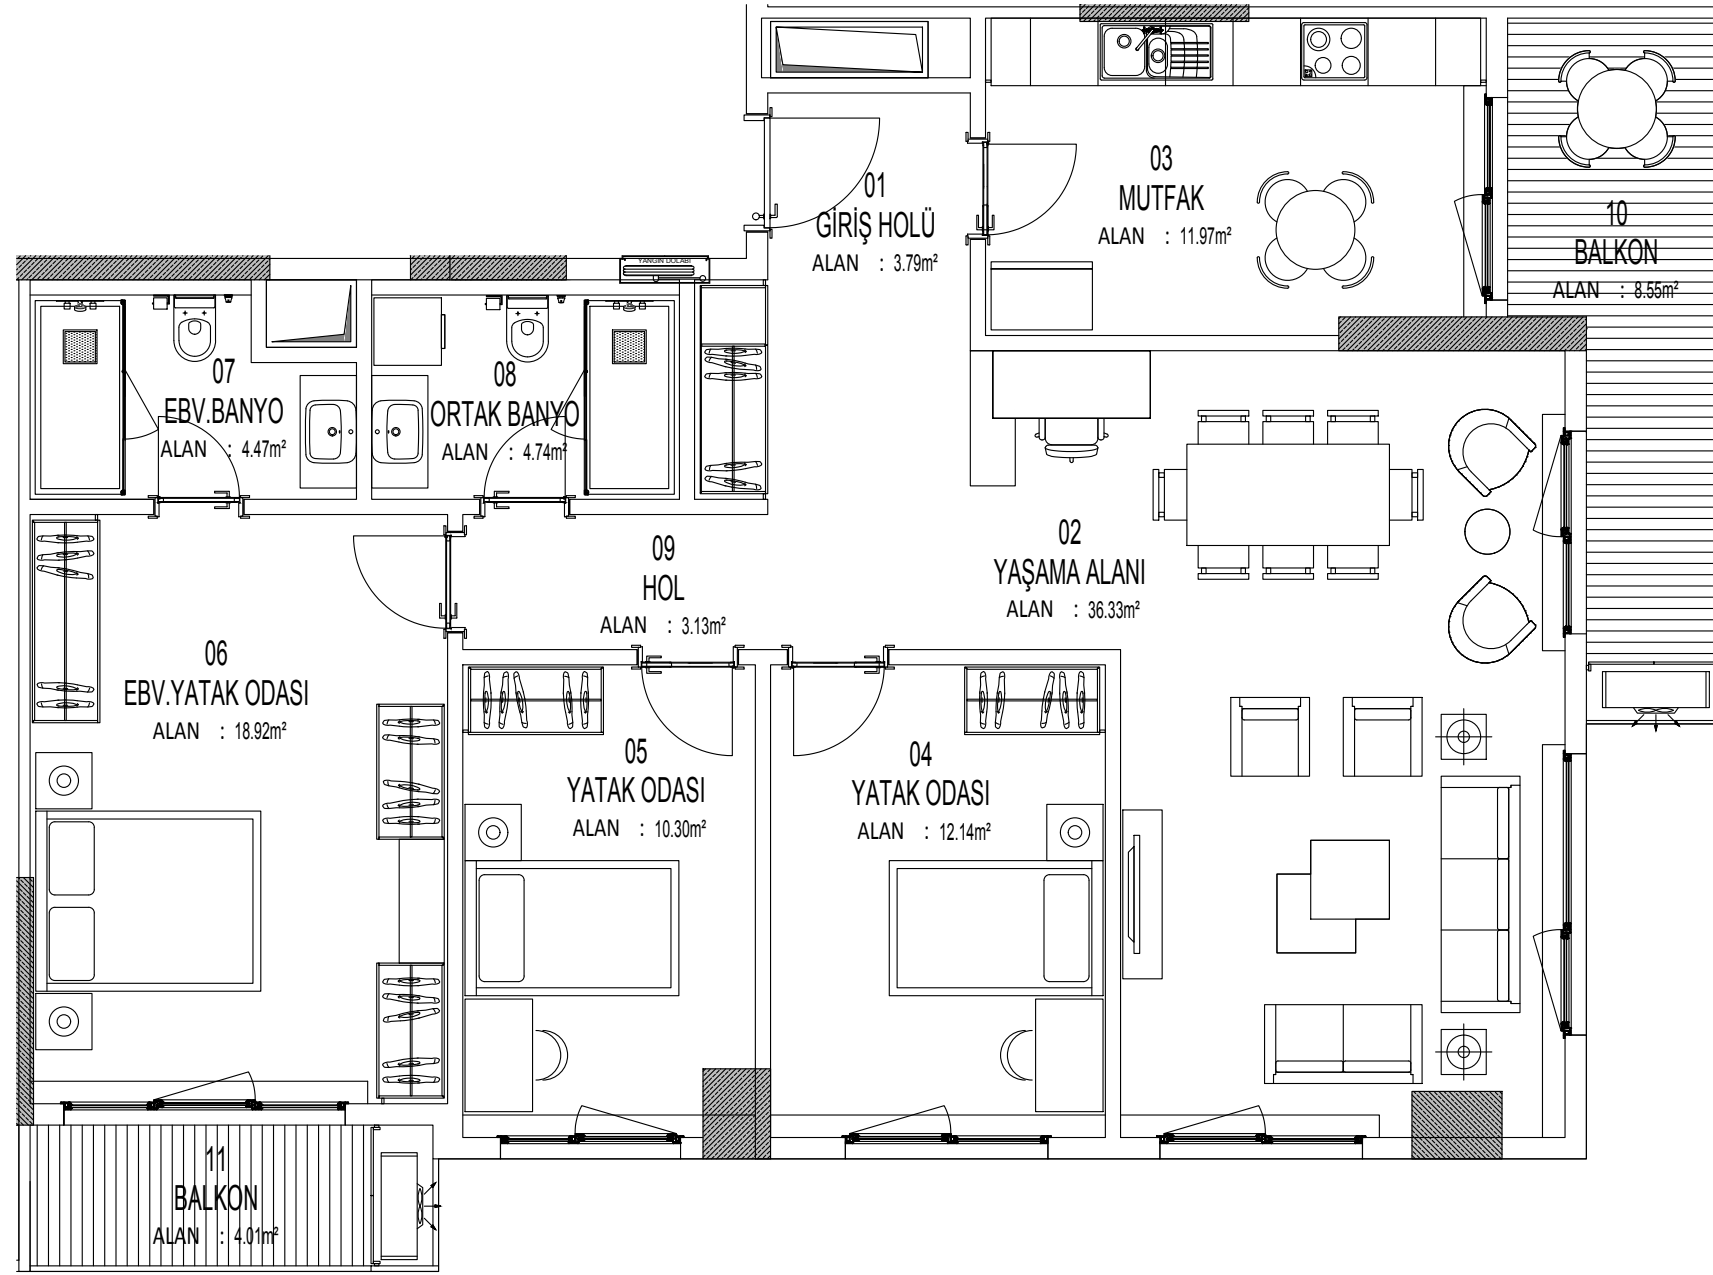 01
GİRİŞ HOLÜ
ALAN : 3.79m²
03
MUTFAK
ALAN : 11.97m²
10
BALKON
ALAN : 8.55m²
YANGIN DOLABI
07
EBV.BANYO
ALAN : 4.47m²
08
ORTAK BANYO
ALAN : 4.74m²
09
HOL
ALAN : 3.13m²
02
YAŞAMA ALANI
ALAN : 36.33m²
06
EBV.YATAK ODASI
ALAN : 18.92m²
05
YATAK ODASI
ALAN : 10.30m²
04
YATAK ODASI
ALAN : 12.14m²
11
BALKON
ALAN : 4.01m²